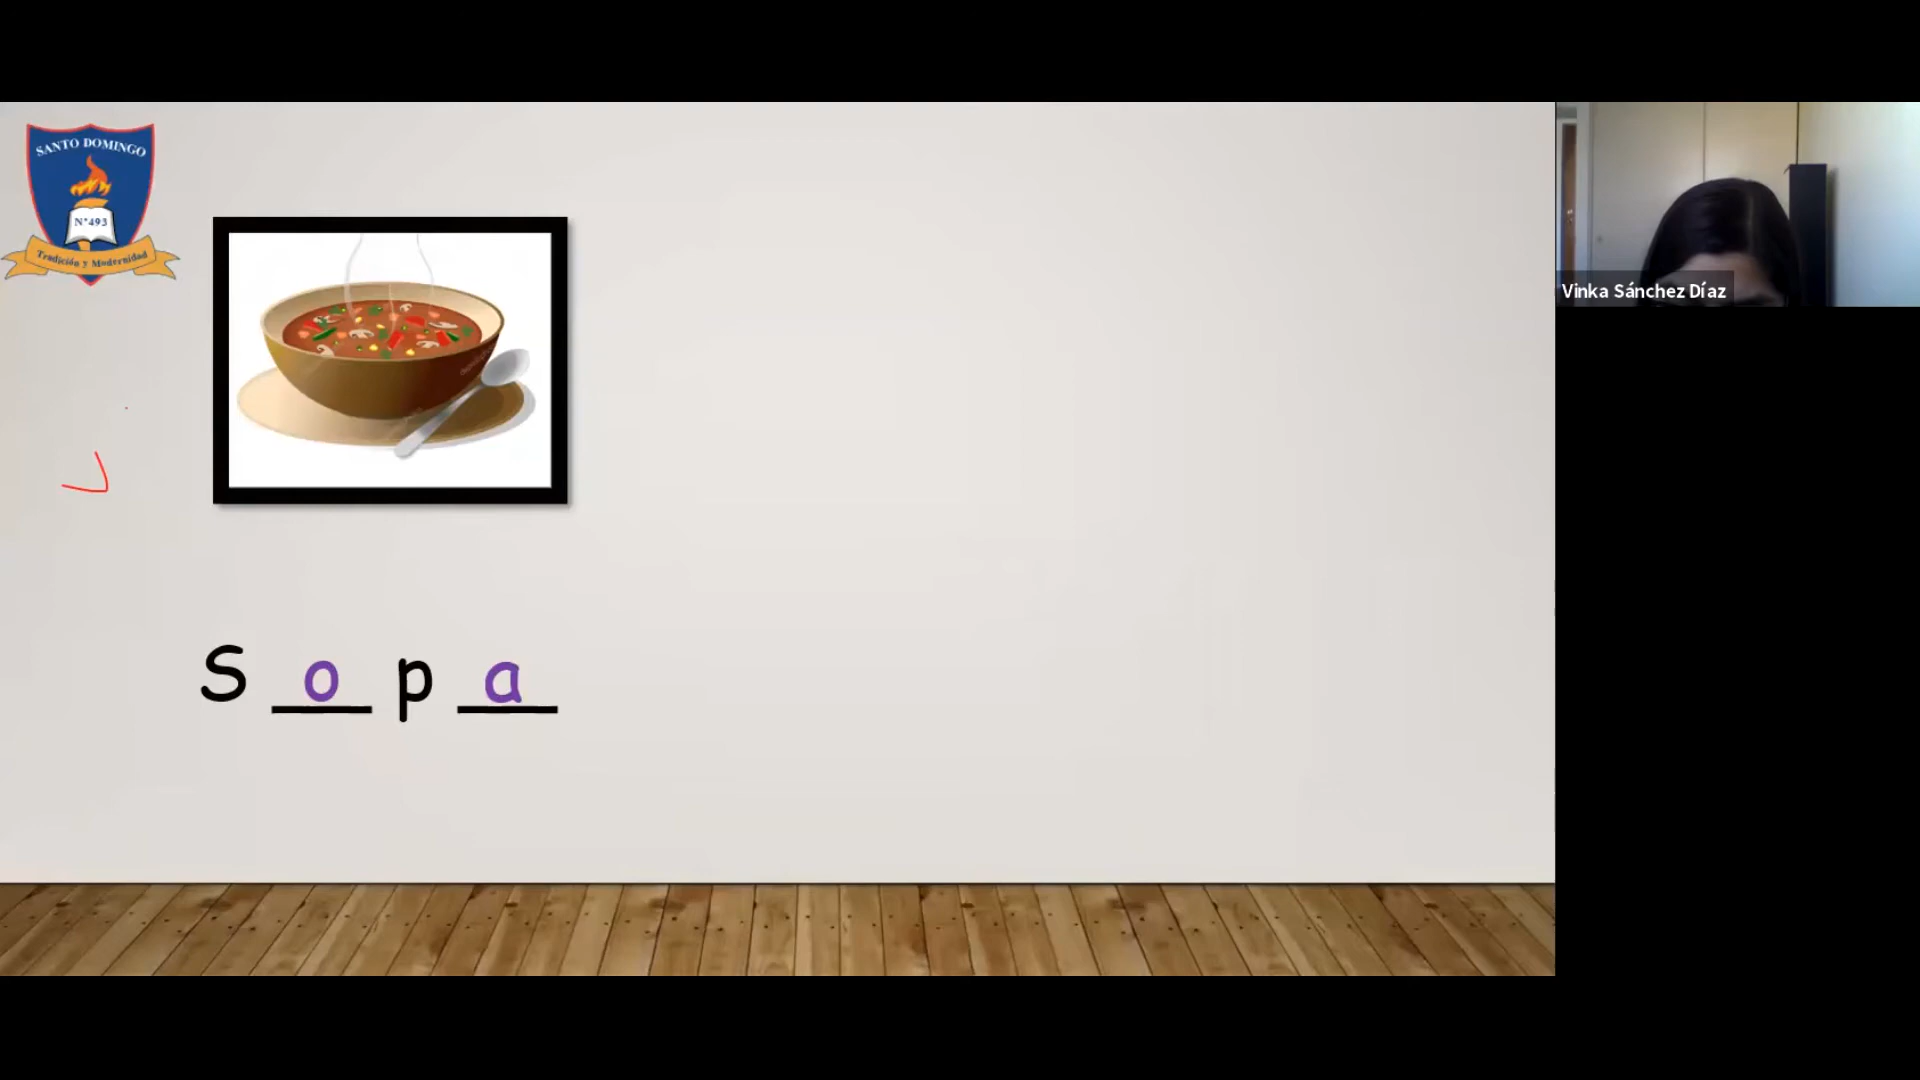 SANTO DOMINGO
N°493
Tradición y Modernidad
S o p a
Vinka Sánchez Díaz